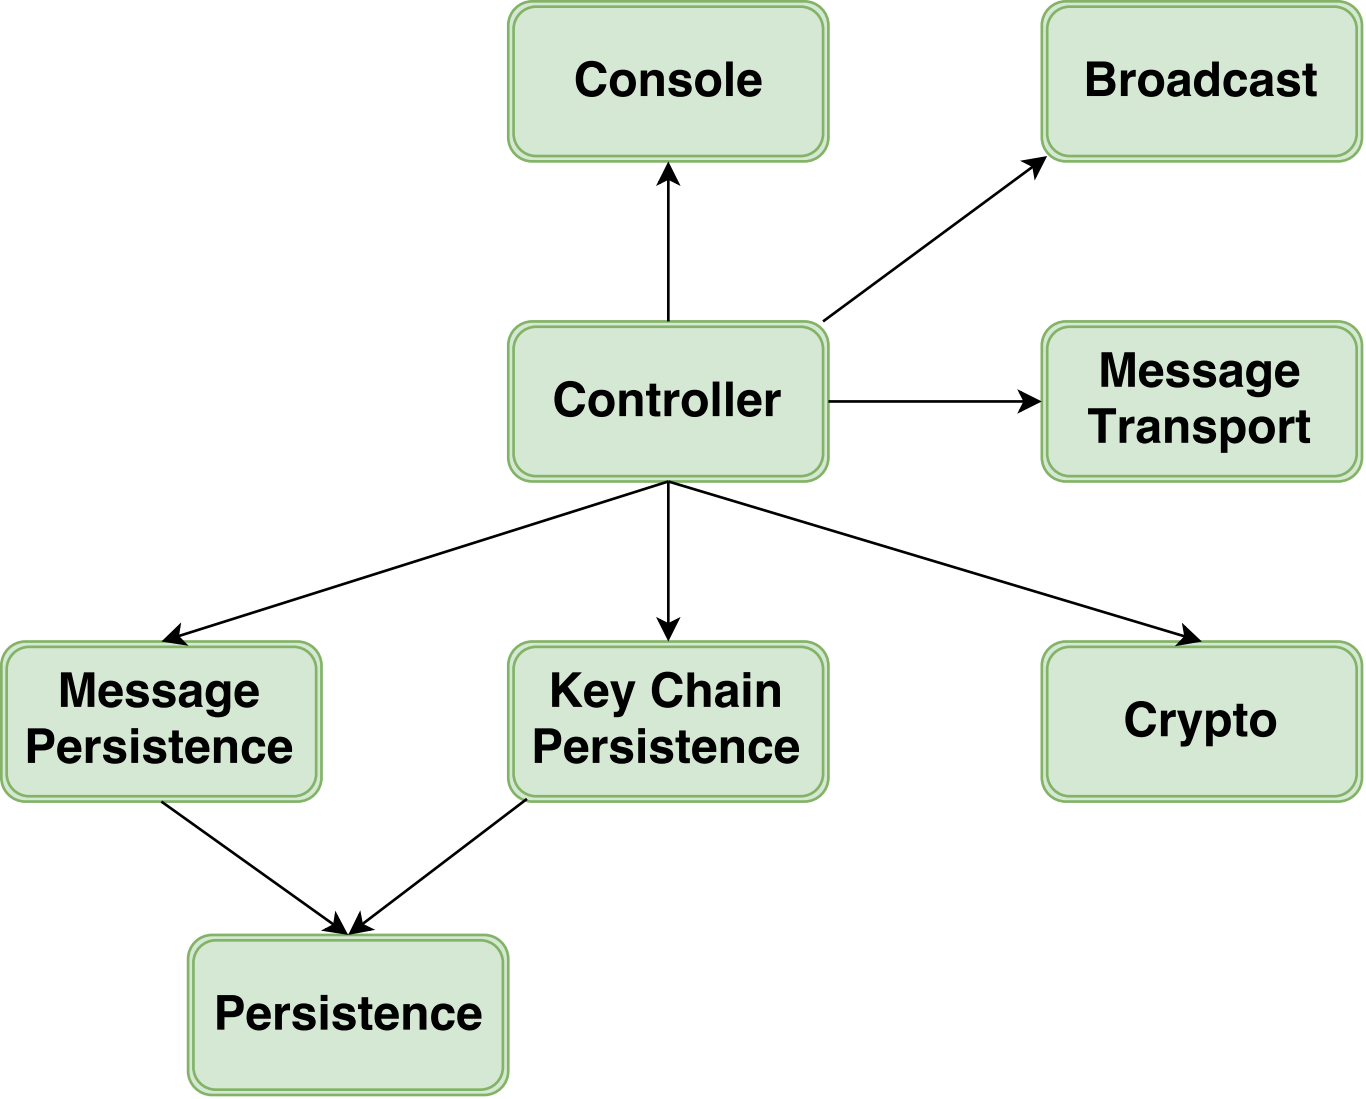 Console
Broadcast
Controller
Message
Transport
Message
Persistence
Key Chain
Persistence
Crypto
Persistence